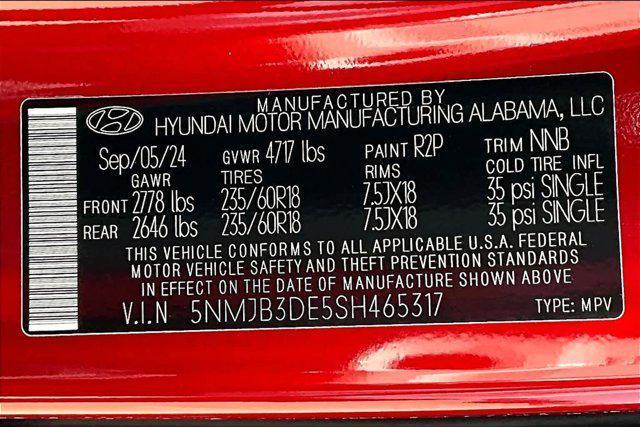 MANUFACTURED BY
HYUNDAI MOTOR MANUFACTURING ALABAMA, LLC
Sep/05/24 GVWR 4717 lbs PAINT R2P TRIM NNB
GAWR TIRES RIMS COLD TIRE INFL
FRONT 2778 lbs 235/60R18 7.5JX18 35 psi SINGLE
REAR 2646 lbs 235/60R18 7.5JX18 35 psi SINGLE
THIS VEHICLE CONFORMS TO ALL APPLICABLE U.S.A. FEDERAL
MOTOR VEHICLE SAFETY AND THEFT PREVENTION STANDARDS
IN EFFECT ON THE DATE OF MANUFACTURE SHOWN ABOVE
V.I.N 5NMJB3DE5SH465317 TYPE: MPV